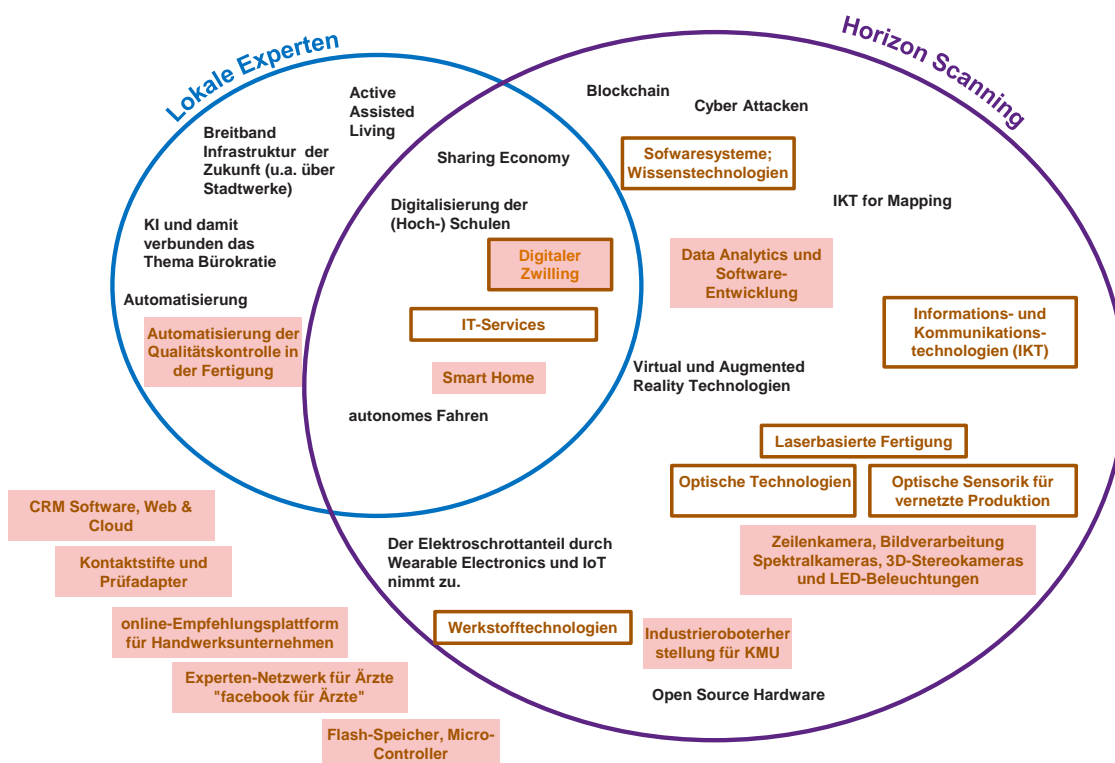 Lokale Experten
Horizon Scanning
Active
Assisted
Living
Breitband
Infrastruktur der
Zukunft (u.a. über
Stadtwerke)
KI und damit
verbunden das
Thema Bürokratie
Automatisierung
Automatisierung der
Qualitätskontrolle in
der Fertigung
Sharing Economy
Digitalisierung der
(Hoch-) Schulen
Digitaler
Zwilling
IT-Services
Smart Home
autonomes Fahren
Blockchain
Cyber Attacken
Sofwaresysteme;
Wissenstechnologien
IKT for Mapping
Data Analytics und
Software-
Entwicklung
Informations- und
Kommunikations-
technologien (IKT)
Virtual und Augmented
Reality Technologien
Laserbasierte Fertigung
Optische Technologien
Optische Sensorik für
vernetzte Produktion
Zeilenkamera, Bildverarbeitung
Spektralkameras, 3D-Stereokameras
und LED-Beleuchtungen
Der Elektroschrottanteil durch
Wearable Electronics und IoT
nimmt zu.
Werkstofftechnologien
Industrieroboterher
stellung für KMU
Open Source Hardware
CRM Software, Web &
Cloud
Kontaktstifte und
Prüfadapter
online-Empfehlungsplattform
für Handwerksunternehmen
Experten-Netzwerk für Ärzte
"facebook für Ärzte"
Flash-Speicher, Micro-
Controller